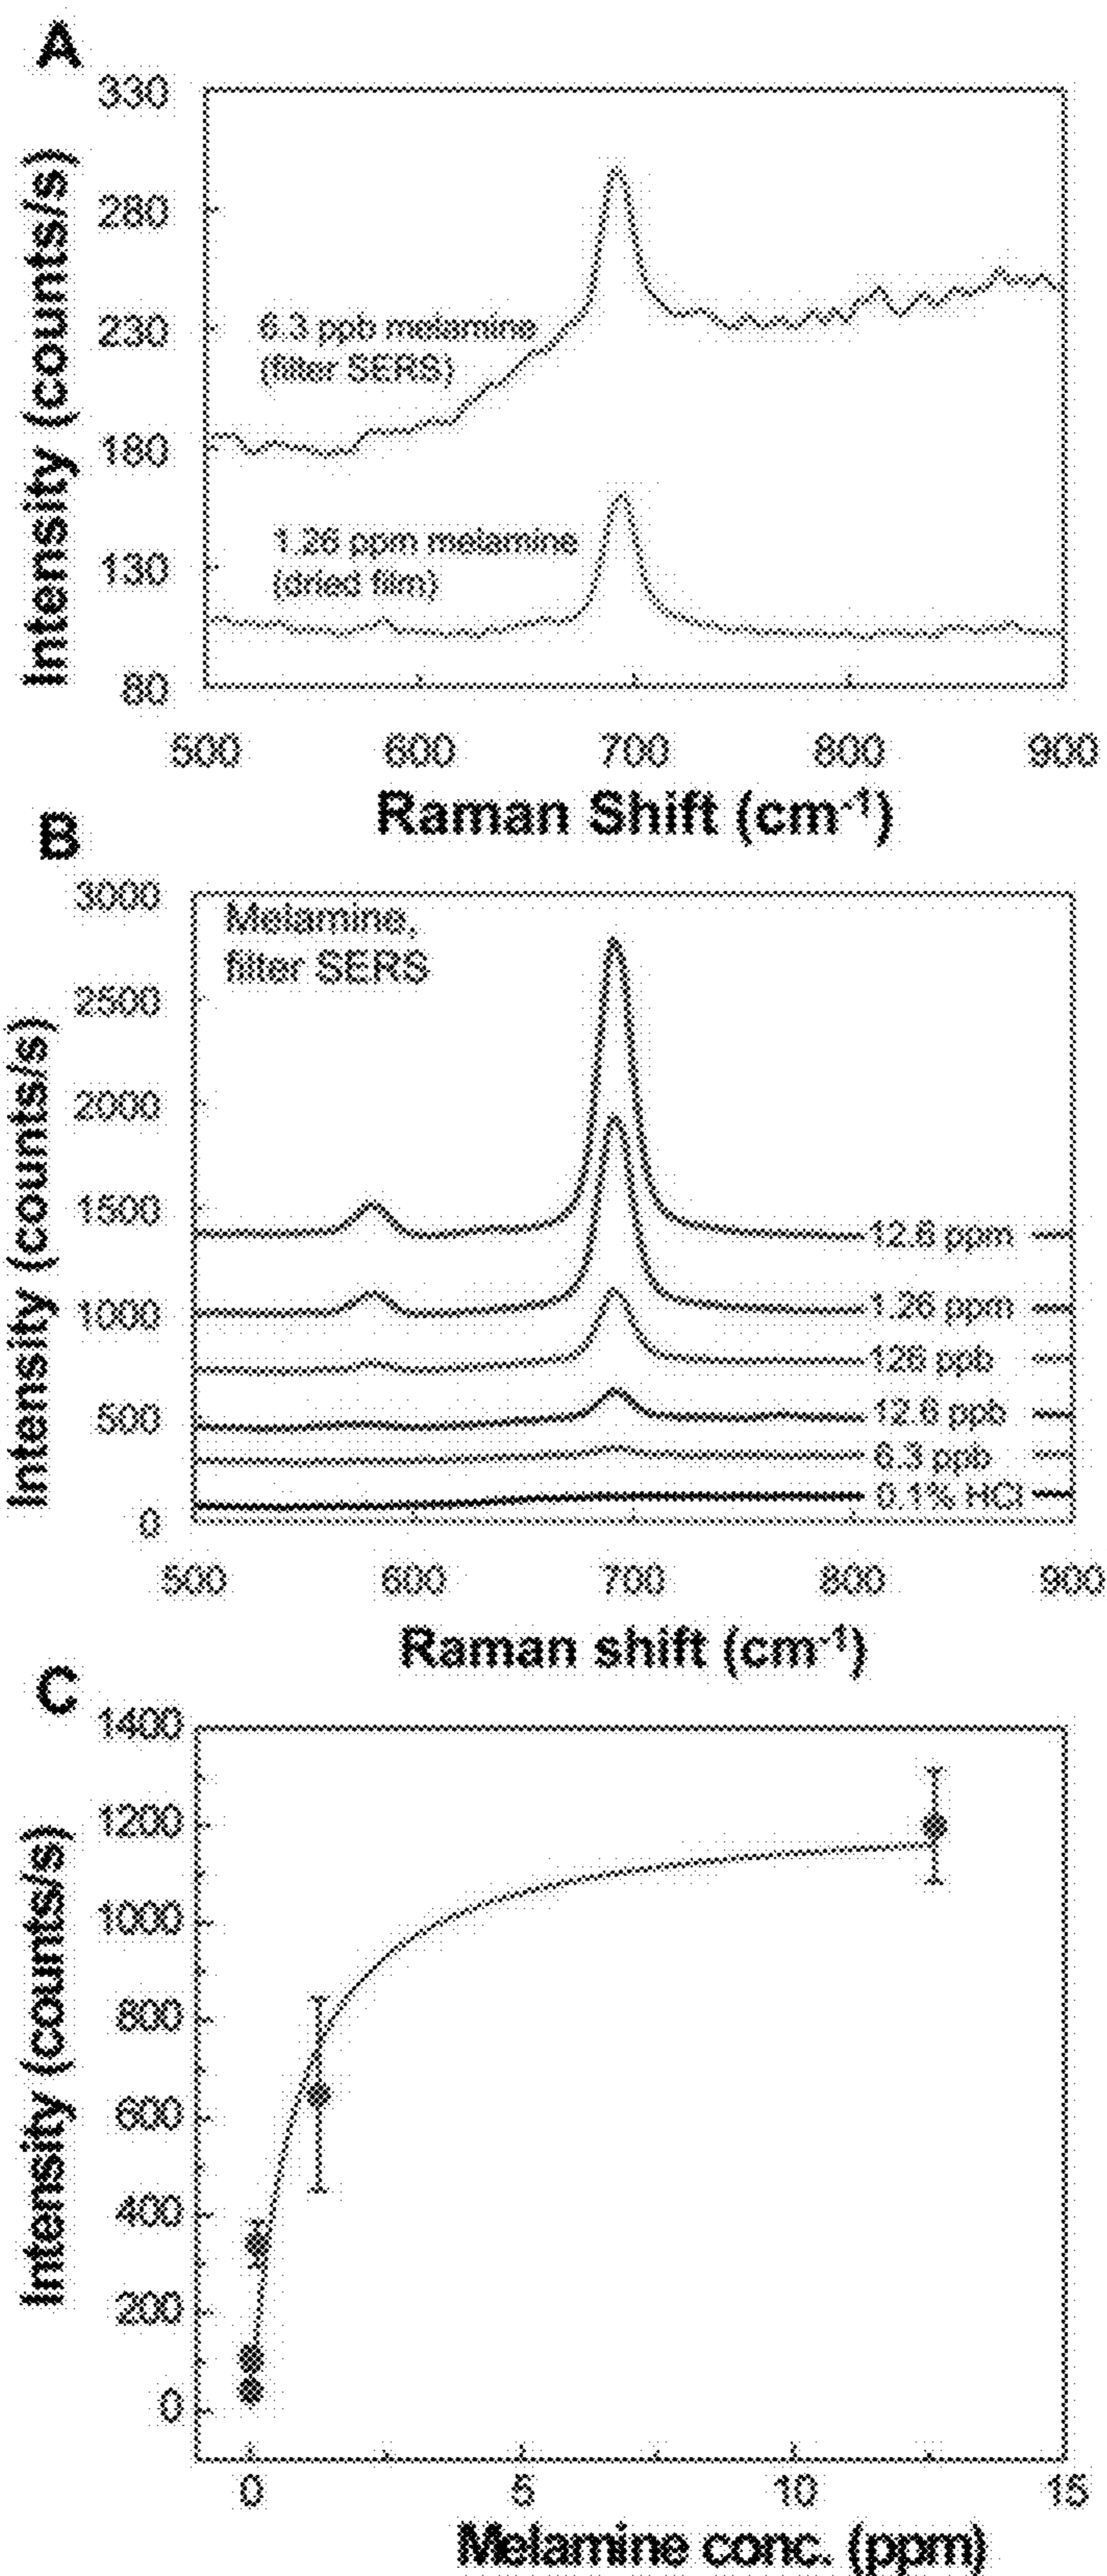 A
330
280
230
180
130
80
Intensity (counts/s)
6.3 ppb melamine
(filter SERS)
1.26 ppm melamine
(dried film)
500 600 700 800 900
Raman Shift (cm-1)
B
3000
2500
2000
1500
1000
500
0
Intensity (counts/s)
Melamine,
filter SERS
12.6 ppm
1.26 ppm
126 ppb
12.6 ppb
6.3 ppb
0.1% HCl
500 600 700 800 900
Raman shift (cm-1)
C
1400
1200
1000
800
600
400
200
0
Intensity (counts/s)
0 5 10 15
Melamine conc. (ppm)